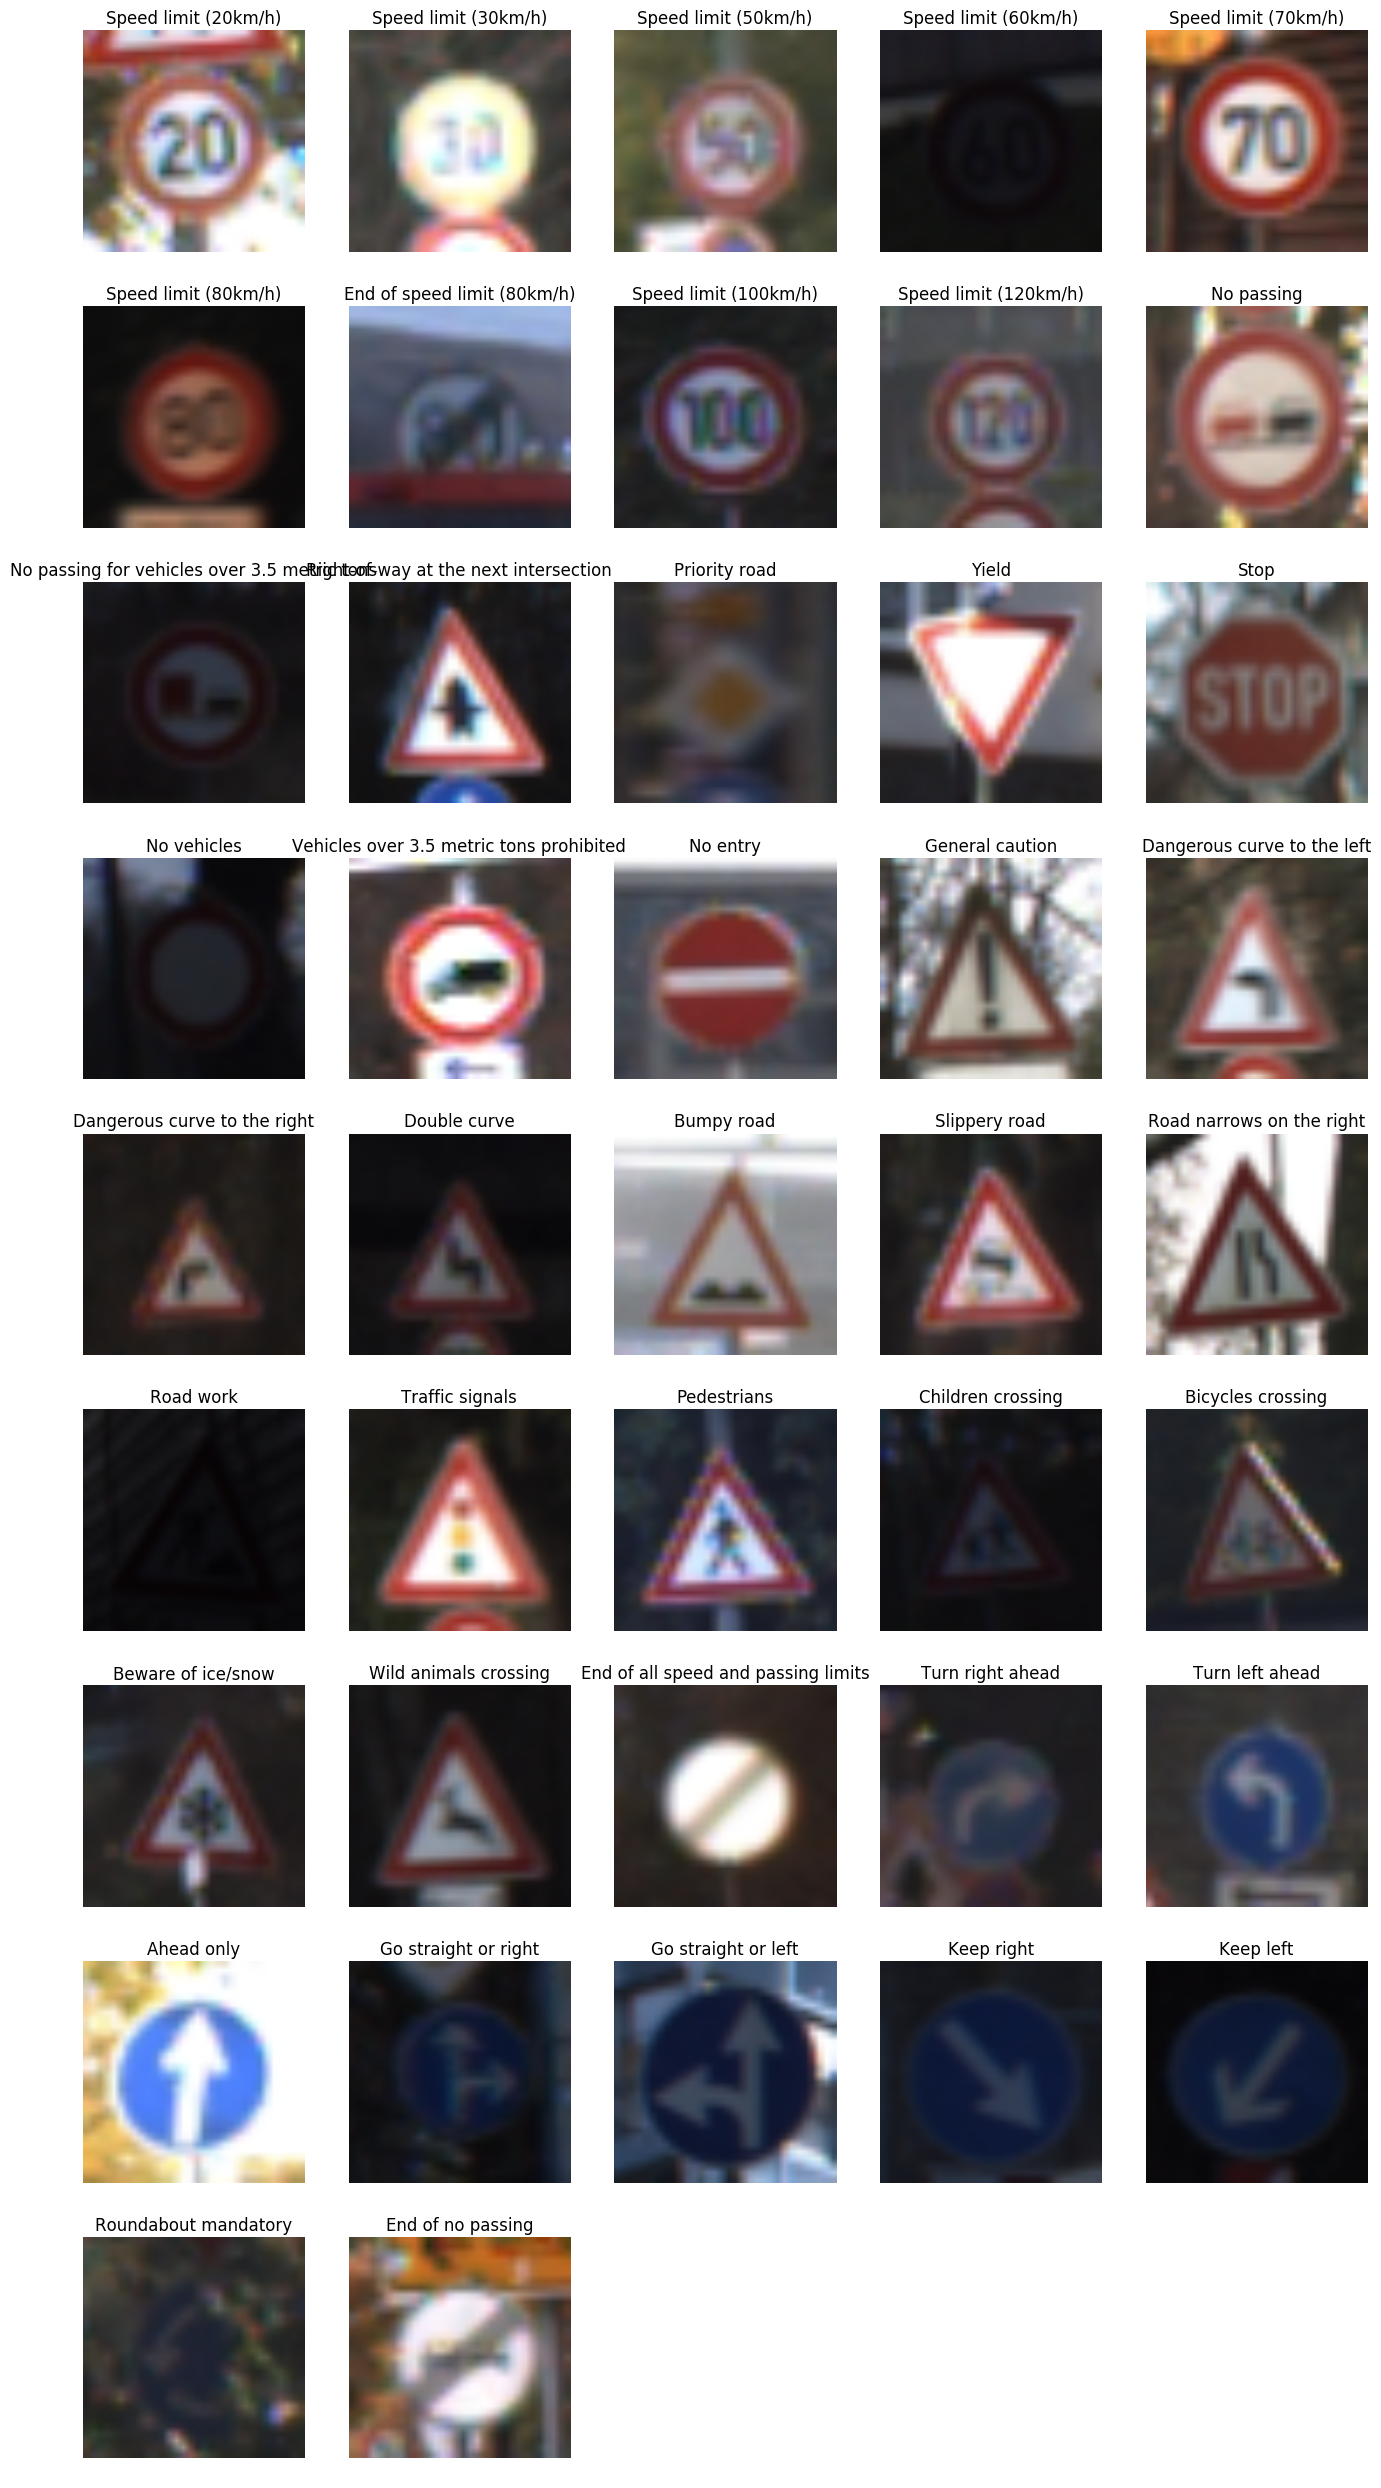 Speed limit (20km/h)
Speed limit (30km/h)
Speed limit (50km/h)
Speed limit (60km/h)
Speed limit (70km/h)
20
30
50
60
70
Speed limit (80km/h)
End of speed limit (80km/h)
Speed limit (100km/h)
Speed limit (120km/h)
No passing
80
80
100
120
No passing for vehicles over 3.5 metric tons
Right-of-way at the next intersection
Priority road
Yield
Stop
STOP
No vehicles
Vehicles over 3.5 metric tons prohibited
No entry
General caution
Dangerous curve to the left
Dangerous curve to the right
Double curve
Bumpy road
Slippery road
Road narrows on the right
Road work
Traffic signals
Pedestrians
Children crossing
Bicycles crossing
Beware of ice/snow
Wild animals crossing
End of all speed and passing limits
Turn right ahead
Turn left ahead
Ahead only
Go straight or right
Go straight or left
Keep right
Keep left
Roundabout mandatory
End of no passing